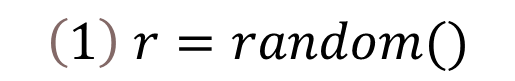 (1) r = random()